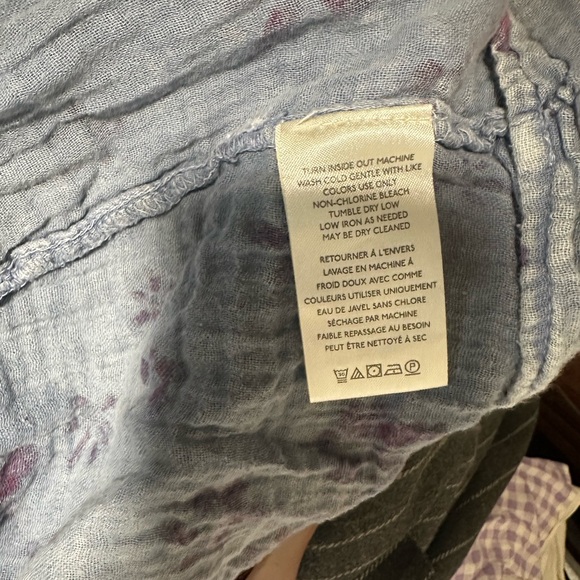 TURN INSIDE OUT MACHINE
WASH COLD GENTLE WITH LIKE
COLORS USE ONLY
NON-CHLORINE BLEACH
TUMBLE DRY LOW
LOW IRON AS NEEDED
MAY BE DRY CLEANED
RETOURNER À L'ENVERS
LAVAGE EN MACHINE À
FROID DOUX AVEC COMME
COULEURS UTILISER UNIQUEMENT
EAU DE JAVEL SANS CHLORE
SÉCHAGE PAR MACHINE
FAIBLE REPASSAGE AU BESOIN
PEUT ÊTRE NETTOYÉ À SEC
30 P